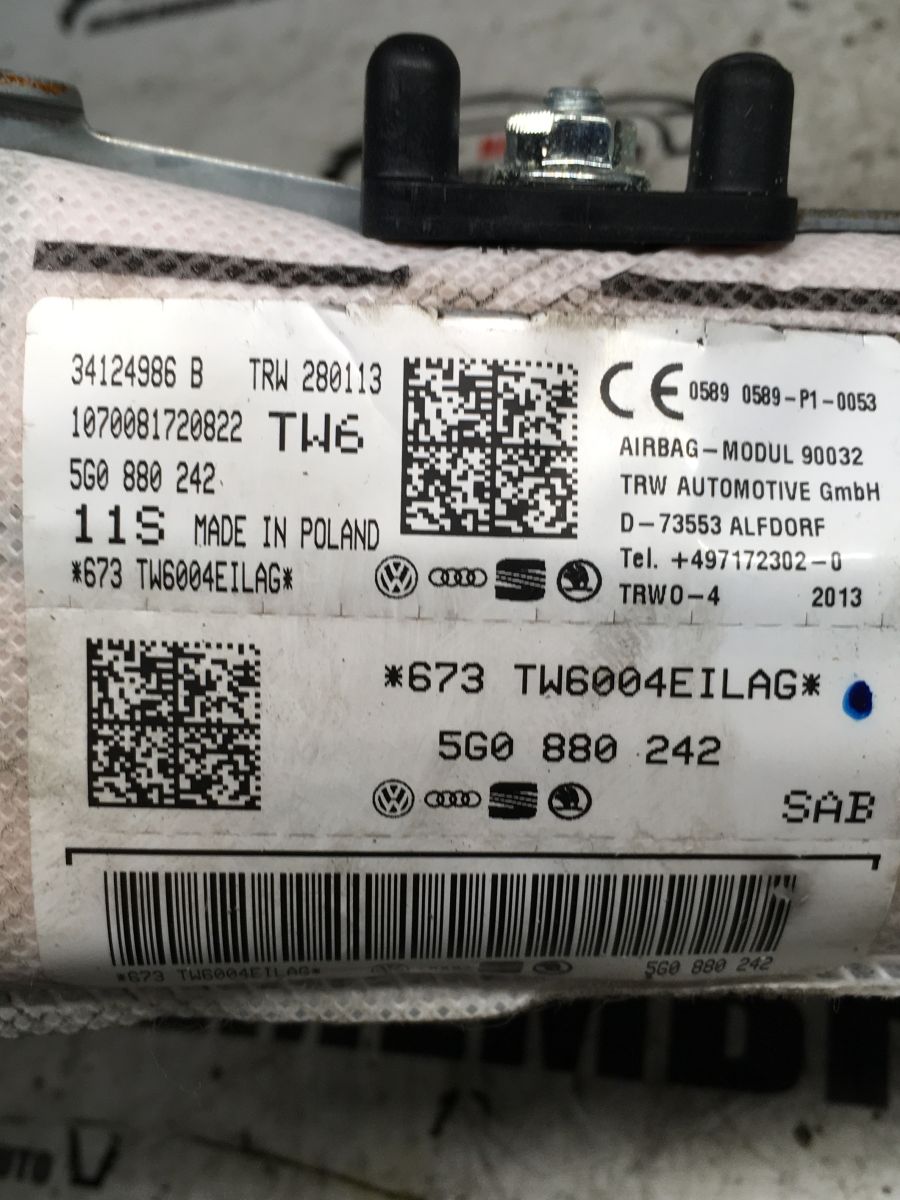 34124986 B TRW 280113
1070081720822 TW6
5G0 880 242
11S MADE IN POLAND
*673 TW6004EILAG*
CE 0589 0589-P1-0053
AIRBAG-MODUL 90032
TRW AUTOMOTIVE GmbH
D-73553 ALFDORF
Tel. +497172302-0
TRWO-4 2013
*673 TW6004EILAG*
5G0 880 242
SAB
*673 TW6004EILAG* 5G0 880 242